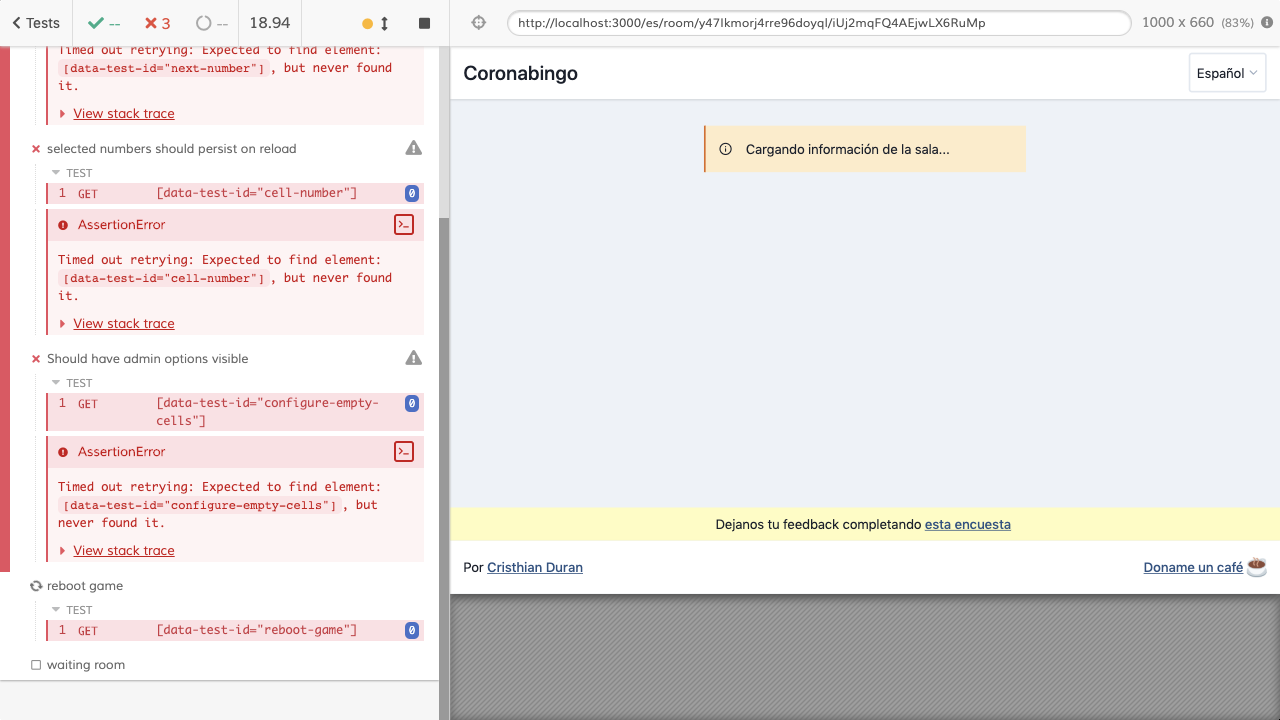 Tests
--
3
--
18.94
http://localhost:3000/es/room/y47lkmorj4rre96doyql/iUj2mqFQ4AEjwLX6RuMp
1000 x 660 (83%)
Timed out retrying: Expected to find element:
[data-test-id="next-number"], but never found
it.
View stack trace
selected numbers should persist on reload
TEST
1 GET [data-test-id="cell-number"] 0
AssertionError
Timed out retrying: Expected to find element:
[data-test-id="cell-number"], but never found
it.
View stack trace
Should have admin options visible
TEST
1 GET [data-test-id="configure-empty-
cells"] 0
AssertionError
Timed out retrying: Expected to find element:
[data-test-id="configure-empty-cells"], but
never found it.
View stack trace
reboot game
TEST
1 GET [data-test-id="reboot-game"] 0
waiting room
Coronabingo
Español
Cargando información de la sala...
Dejanos tu feedback completando esta encuesta
Por Cristhian Duran
Doname un café